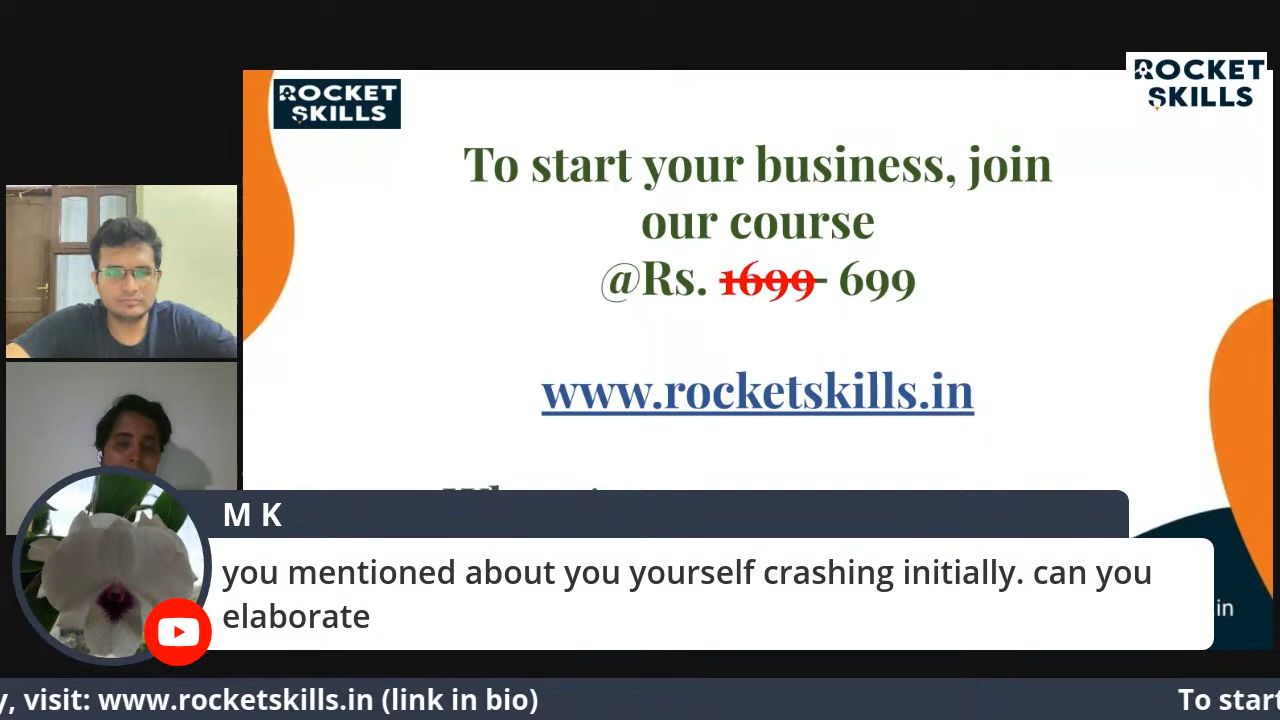 ROCKET
SKILLS
ROCKET
SKILLS
To start your business, join
our course
@Rs. 1699- 699
www.rocketskills.in
M K
you mentioned about you yourself crashing initially. can you
elaborate
in
y, visit: www.rocketskills.in (link in bio)
To start